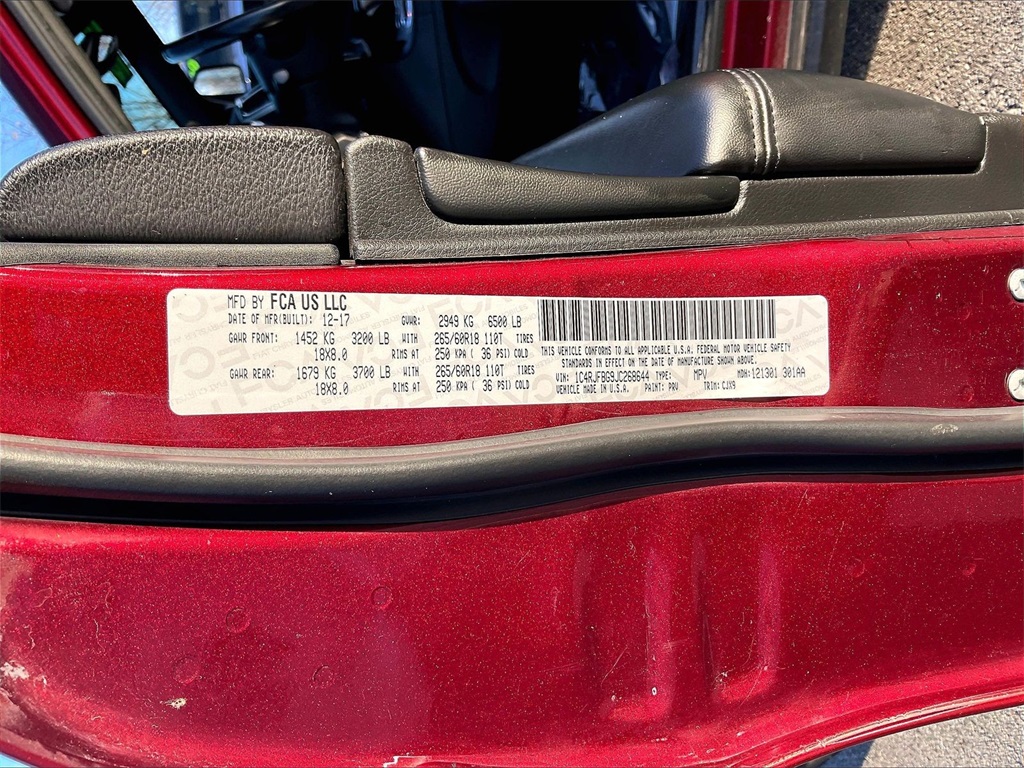 MFD BY FCA US LLC
DATE OF MFR(BUILT): 12-17 GVWR: 2949 KG 6500 LB
GAWR FRONT: 1452 KG 3200 LB WITH 265/60R18 110T TIRES
18X8.0 RIMS AT 250 KPA ( 36 PSI) COLD
GAWR REAR: 1679 KG 3700 LB WITH 265/60R18 110T TIRES
18X8.0 RIMS AT 250 KPA ( 36 PSI) COLD
THIS VEHICLE CONFORMS TO ALL APPLICABLE U.S.A. FEDERAL MOTOR VEHICLE SAFETY
STANDARDS IN EFFECT ON THE DATE OF MANUFACTURE SHOWN ABOVE.
VIN: 1C4RJFBG9JC268644 TYPE: MPV MDH: 121301 301AA
VEHICLE MADE IN U.S.A. PAINT: PRV TRIM: CJX9